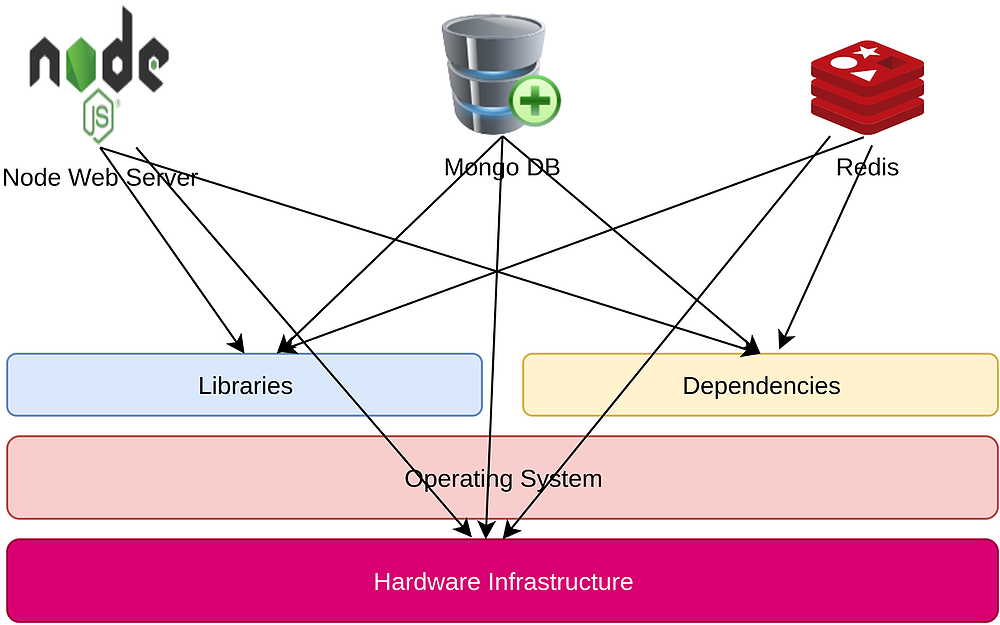 node
JS
Node Web Server
Mongo DB
Redis
Libraries
Dependencies
Operating System
Hardware Infrastructure